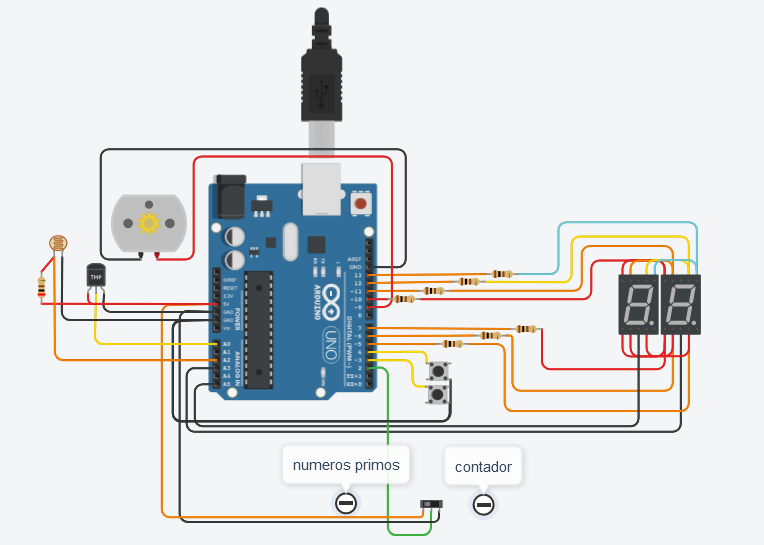 TMP
IOREF
RESET
3.3V
5V
GND
GND
Vin
POWER
A0
A1
A2
A3
A4
A5
ANALOG IN
ARDUINO
UNO
AREF
GND
13
12
~11
~10
~9
8
7
~6
~5
4
~3
2
TX→1
RX←0
DIGITAL (PWM~)
numeros primos
contador